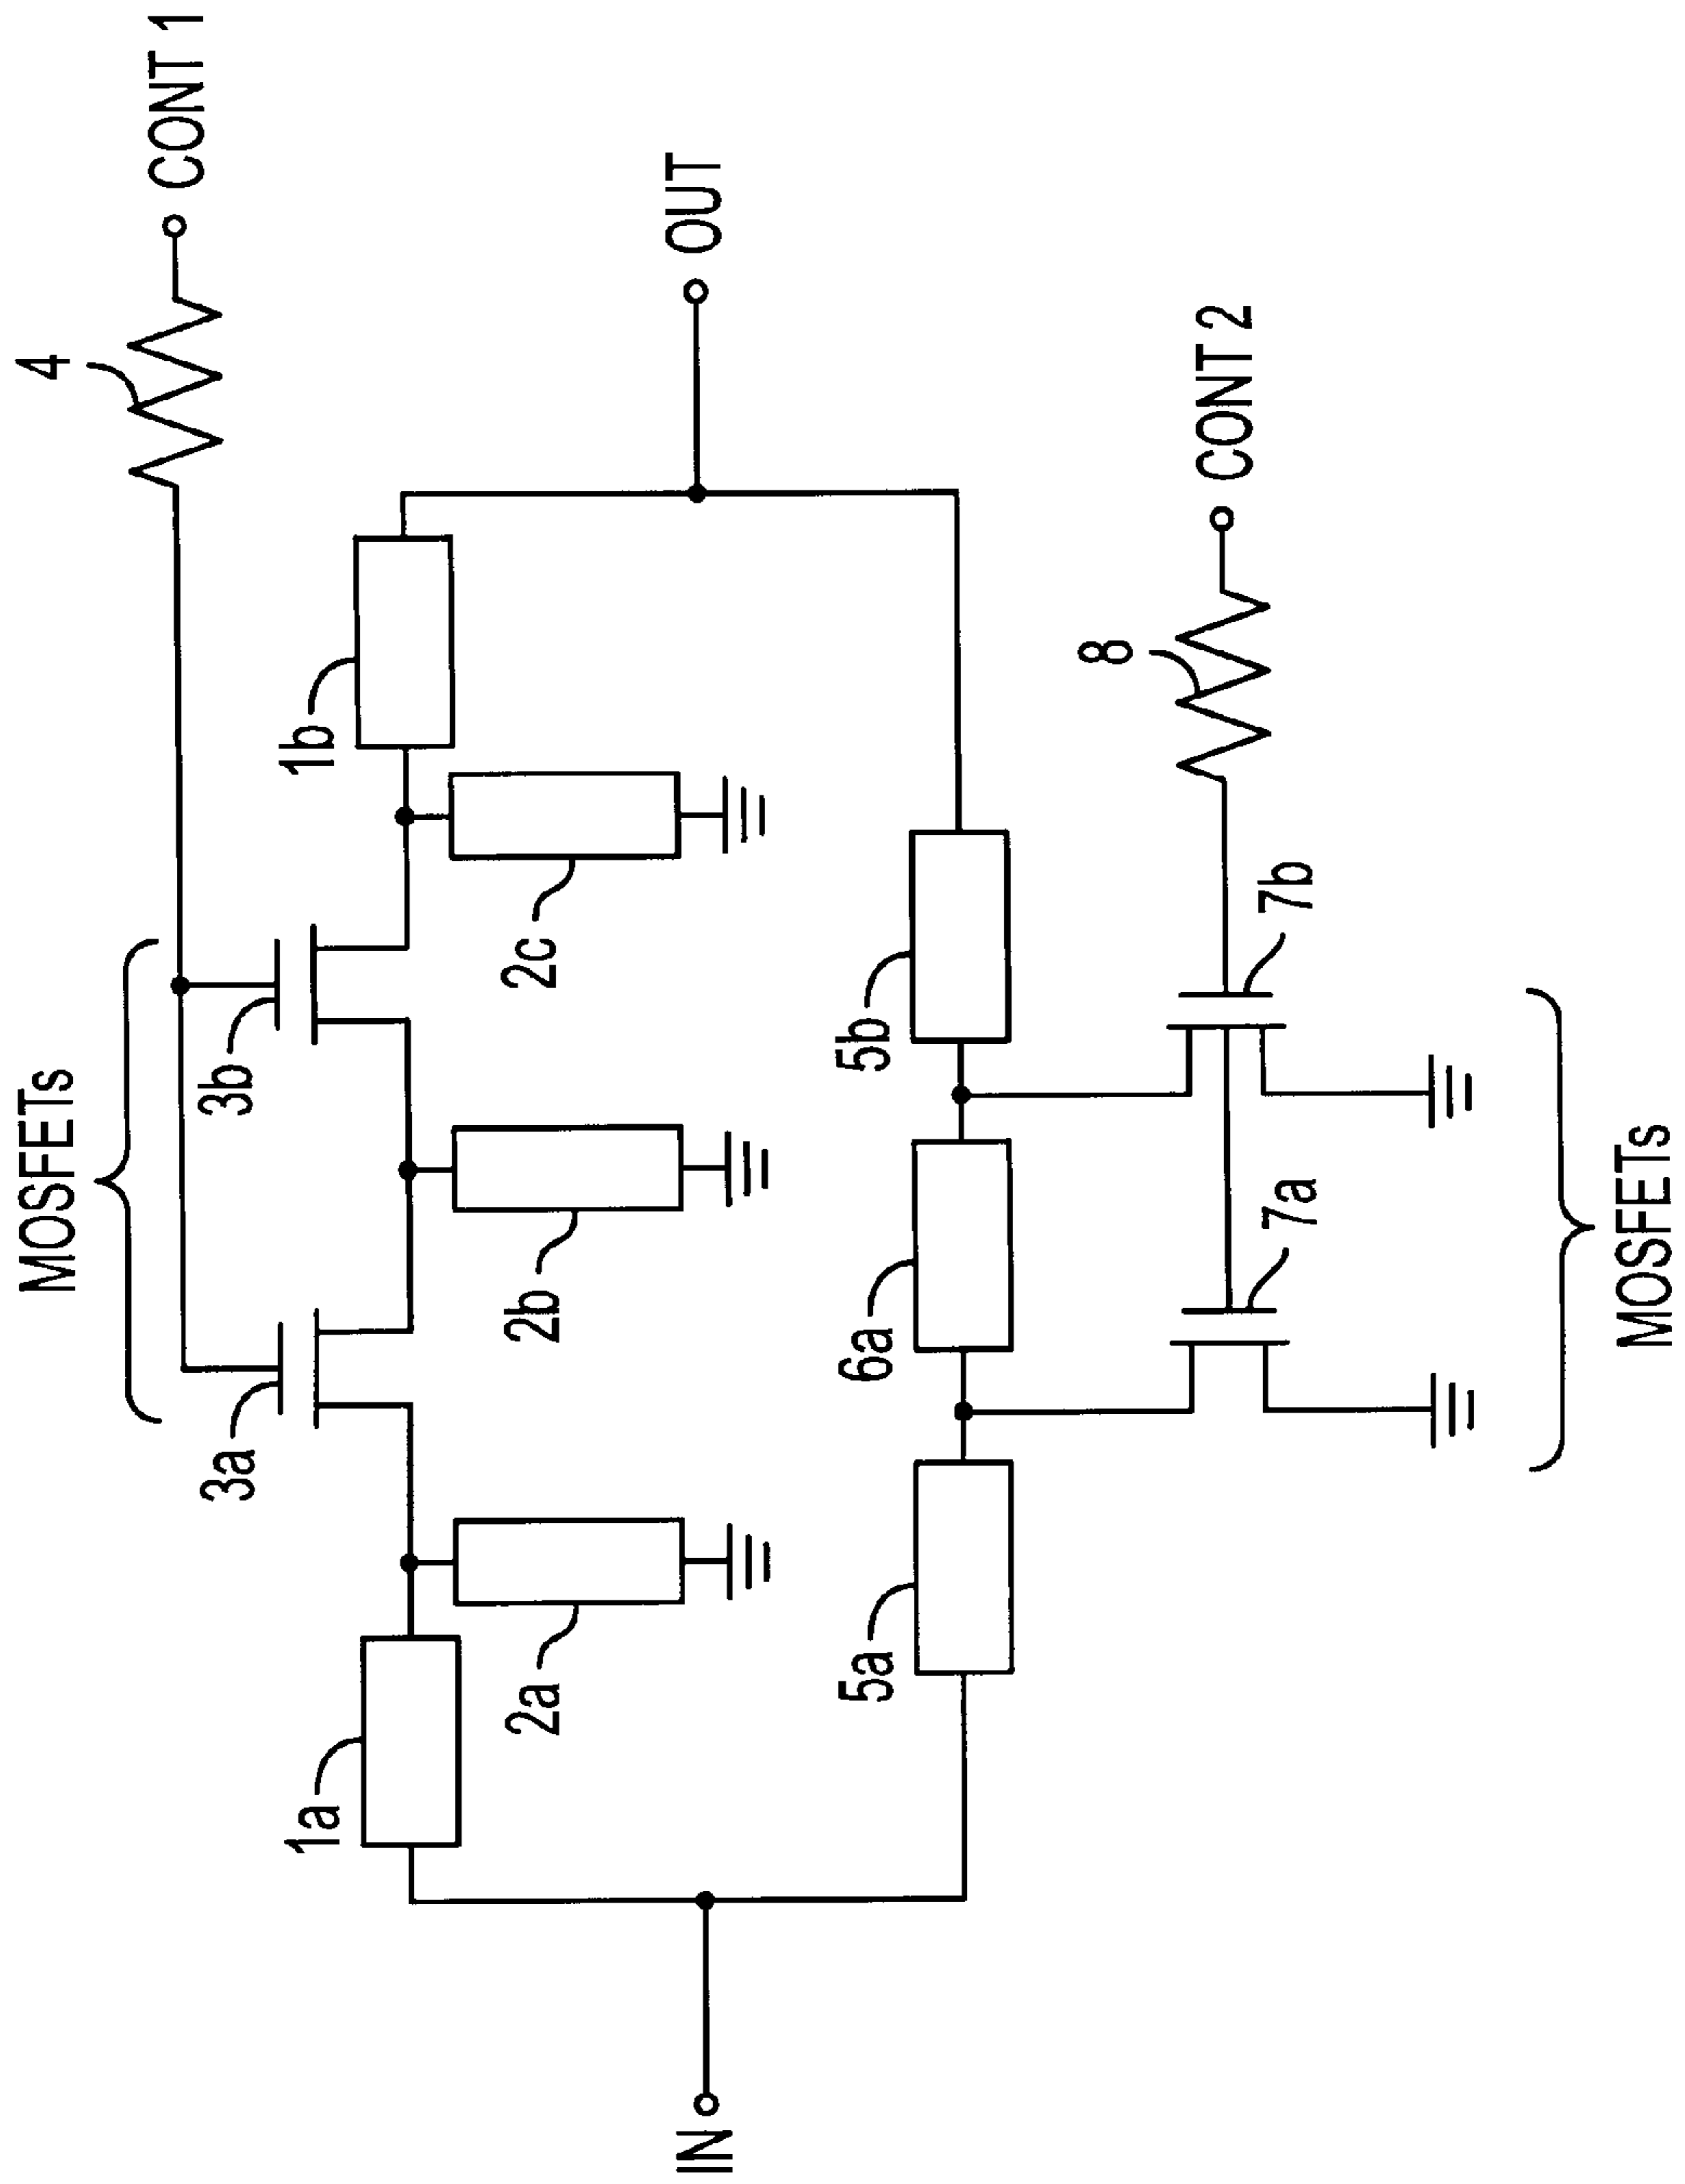 MOSFETs
4
CONT 1
3a
3b
1a
1b
2a
2b
2c
IN
OUT
5a
6a
5b
8
CONT 2
7a
7b
MOSFETs